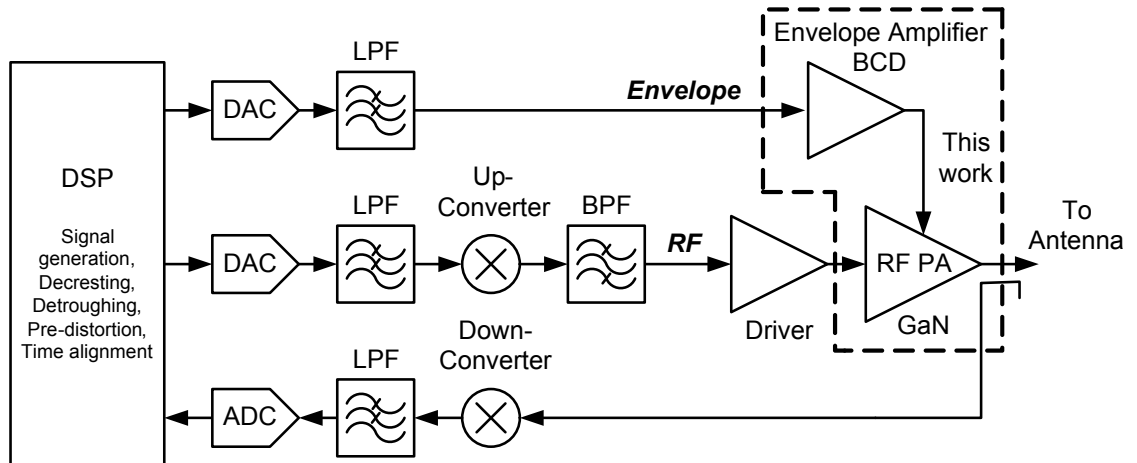 Envelope Amplifier
BCD
LPF
DAC
Envelope
This
work
DSP
Signal
generation,
Decresting,
Detroughing,
Pre-distortion,
Time alignment
LPF
Up-
Converter
BPF
DAC
RF
Driver
RF PA
GaN
To
Antenna
LPF
Down-
Converter
ADC